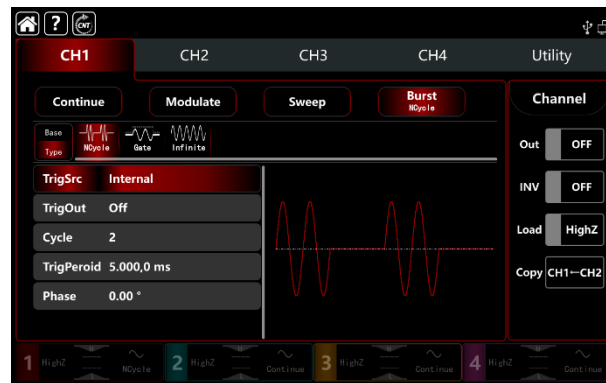 ? CNT
CH1 CH2 CH3 CH4 Utility
Continue Modulate Sweep Burst NCycle Channel
Base Type NCycle Gate Infinite
Out OFF
TrigSrc Internal
INV OFF
TrigOut Off
Load HighZ
Cycle 2
TrigPeroid 5.000,0 ms
Copy CH1←CH2
Phase 0.00 °
1 HighZ NCycle 2 HighZ Continue 3 HighZ Continue 4 HighZ Continue